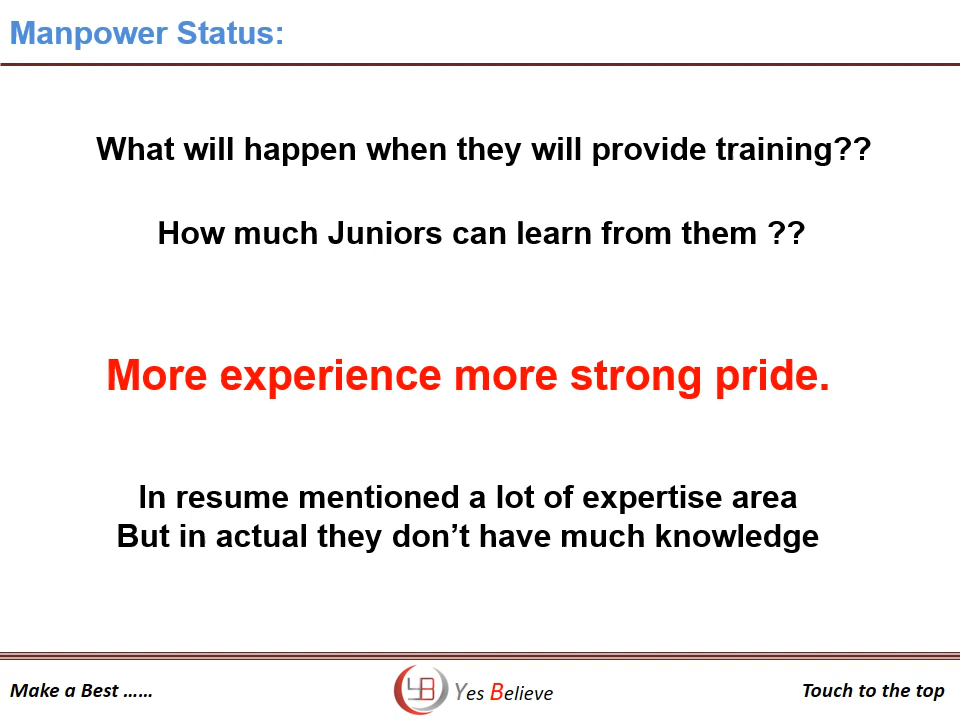 Manpower Status:
What will happen when they will provide training??
How much Juniors can learn from them ??
More experience more strong pride.
In resume mentioned a lot of expertise area
But in actual they don’t have much knowledge
Make a Best ......
YB
Yes Believe
Touch to the top